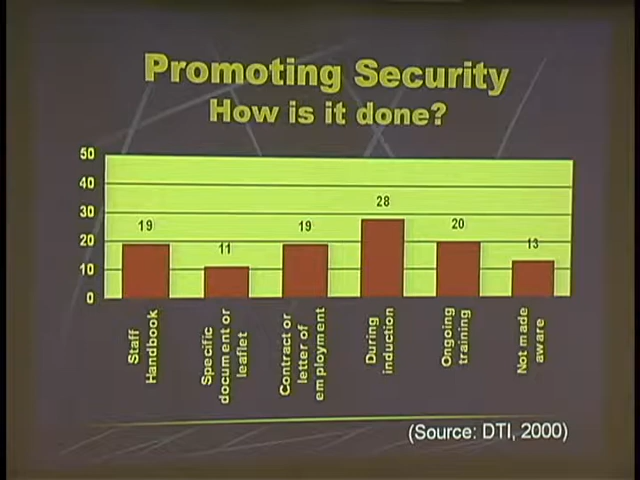 Promoting Security
How is it done?
50
40
30
20
10
0
19
11
19
28
20
13
Staff
Handbook
Specific
document or
leaflet
Contract or
letter of
employment
During
induction
Ongoing
training
Not made
aware
(Source: DTI, 2000)